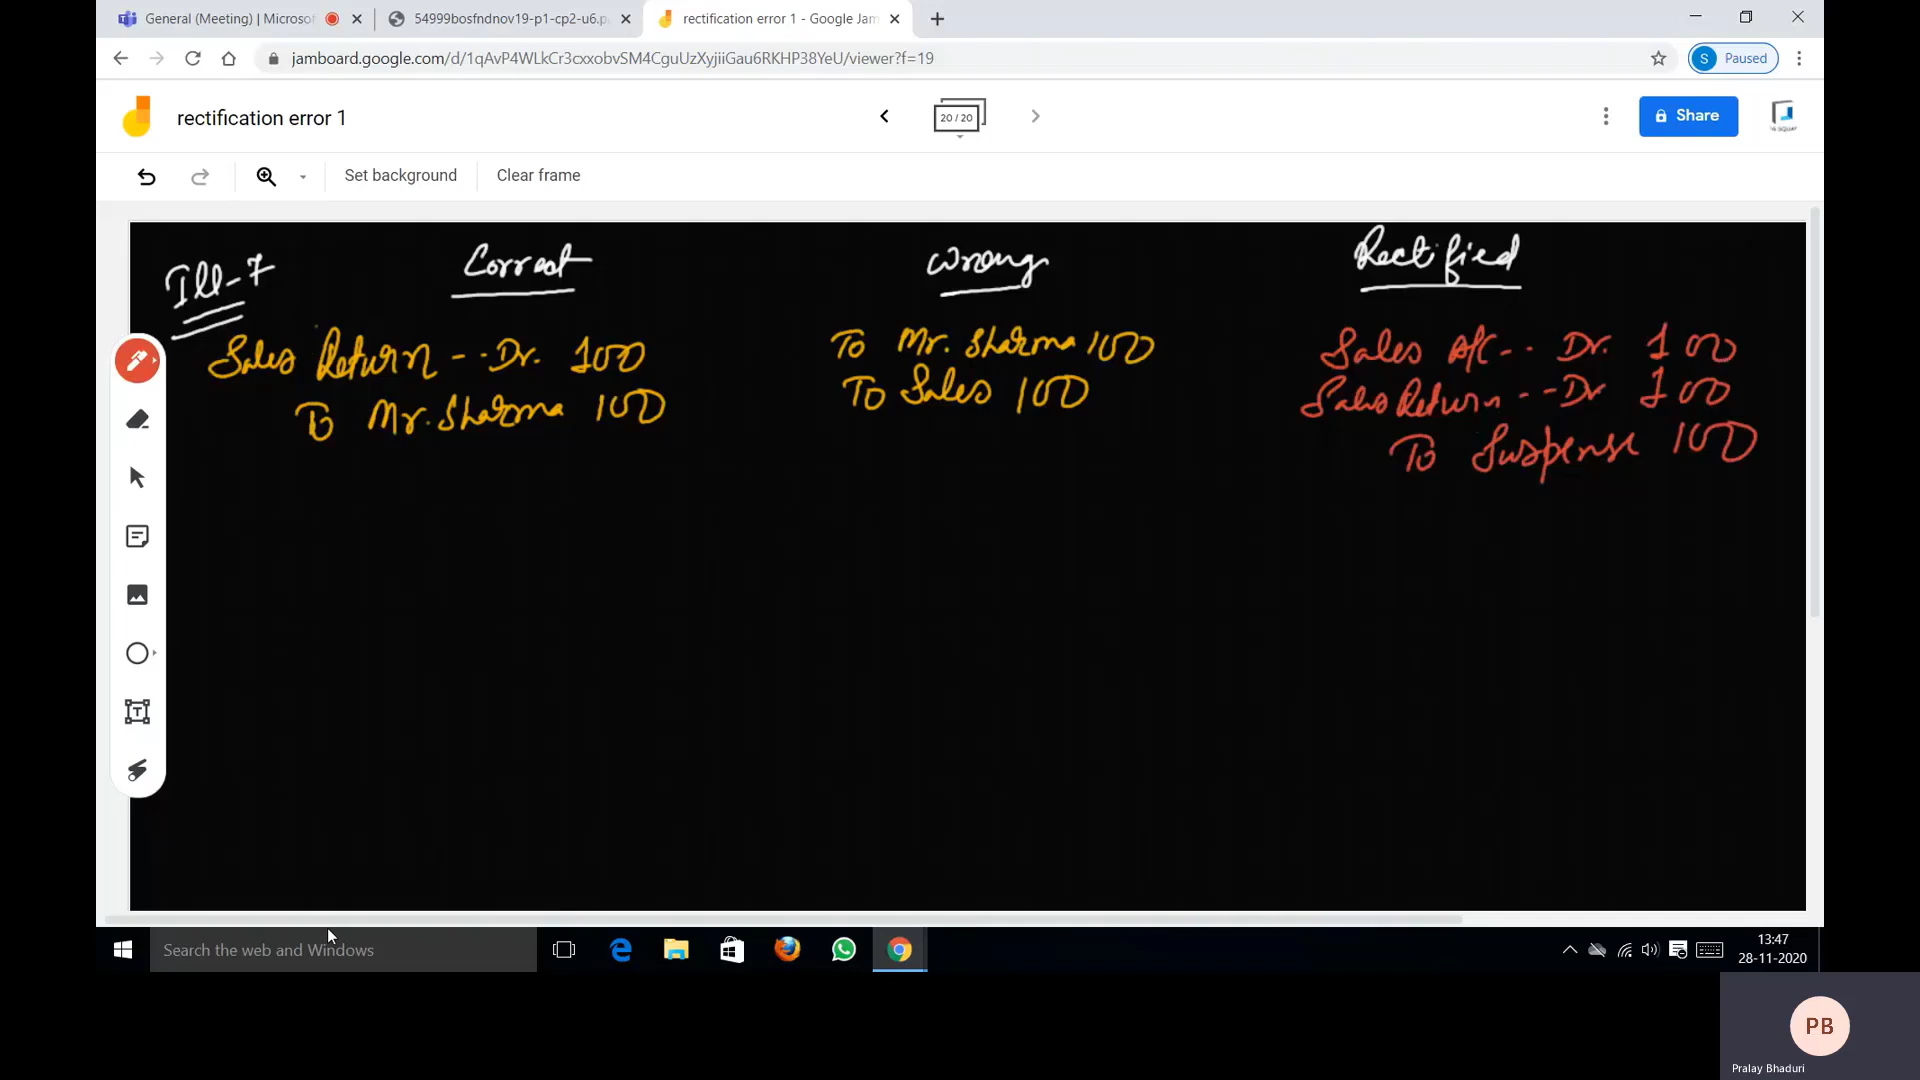 General (Meeting) | Microsof
54999bosfndnov19-p1-cp2-u6.p
rectification error 1 - Google Jam
jamboard.google.com/d/1qAvP4WLkCr3cxxobvSM4CguUzXyjiiGau6RKHP38YeU/viewer?f=19
S Paused
rectification error 1
20 / 20
Share
Set background
Clear frame
Ill-7
Correct
Wrong
Rectified
Sales Return -- Dr. 100
To Mr. Sharma 100
To Mr. Sharma 100
To Sales 100
Sales A/c -- Dr. 100
Sales Return -- Dr 100
To Suspense 100
Search the web and Windows
13:47
28-11-2020
PB
Pralay Bhaduri